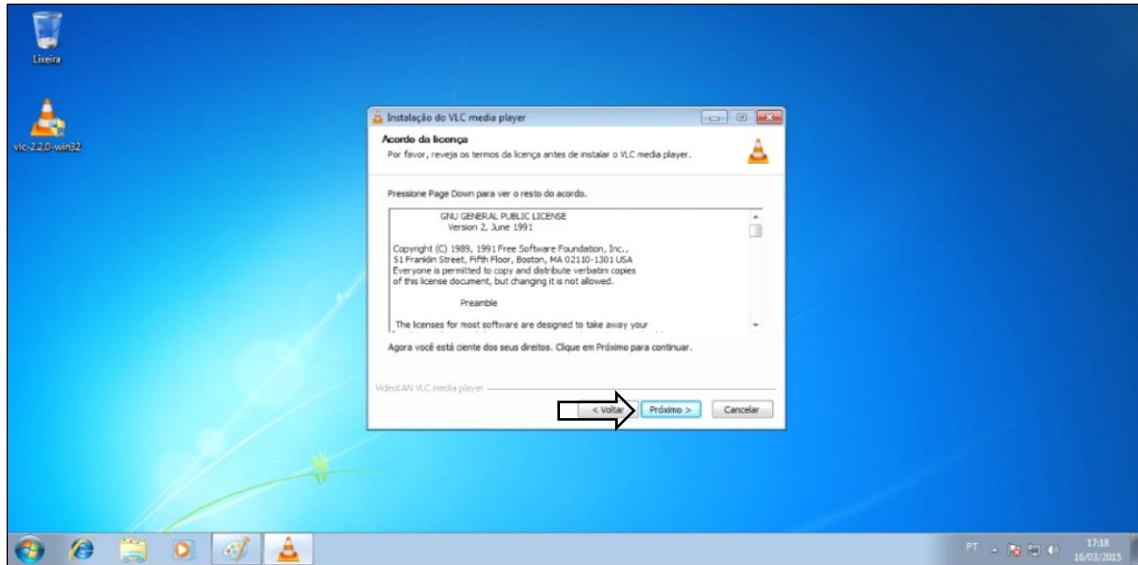 Lixeira
vlc-2.2.0-win32
Instalação do VLC media player
Acordo da licença
Por favor, reveja os termos da licença antes de instalar o VLC media player.
Pressione Page Down para ver o resto do acordo.
GNU GENERAL PUBLIC LICENSE
Version 2, June 1991
Copyright (C) 1989, 1991 Free Software Foundation, Inc.,
51 Franklin Street, Fifth Floor, Boston, MA 02110-1301 USA
Everyone is permitted to copy and distribute verbatim copies
of this license document, but changing it is not allowed.
Preamble
The licenses for most software are designed to take away your
Agora você está ciente dos seus direitos. Clique em Próximo para continuar.
VideoLAN VLC media player
< Voltar Próximo > Cancelar
PT 17:18
16/03/2015